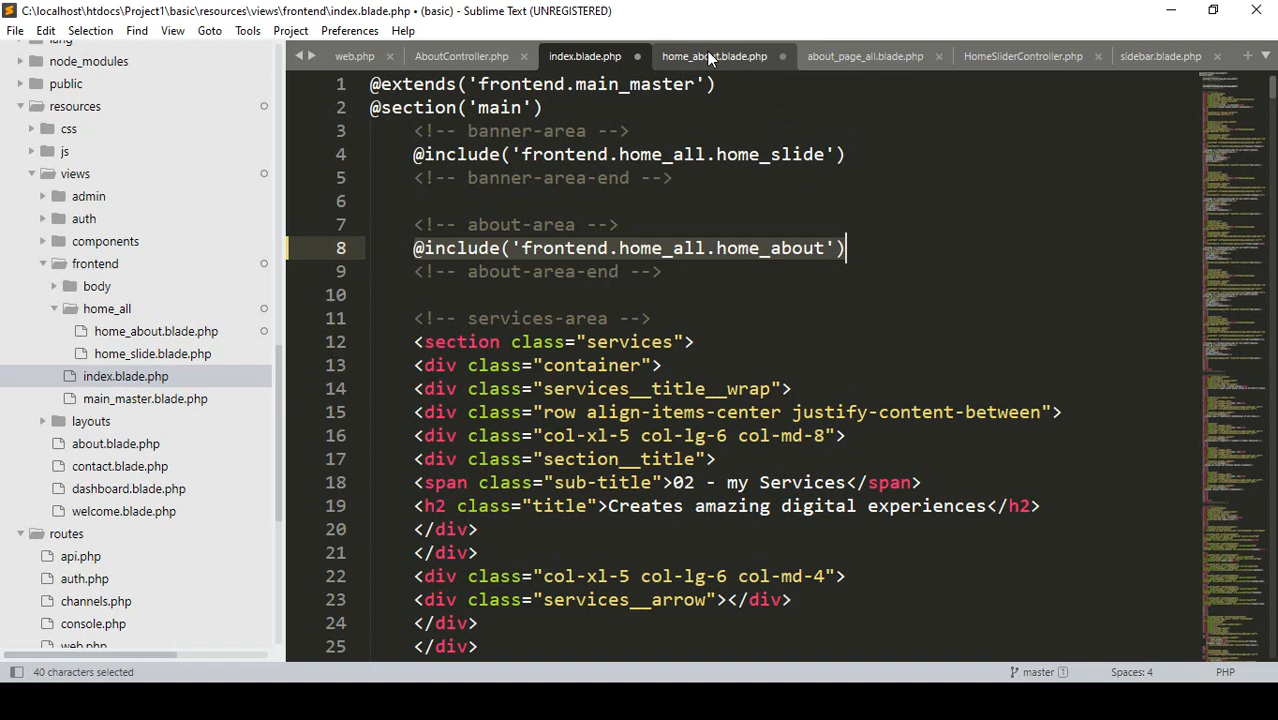 C:\localhost\htdocs\Project1\basic\resources\views\frontend\index.blade.php • (basic) - Sublime Text (UNREGISTERED)
File Edit Selection Find View Goto Tools Project Preferences Help
web.php × AboutController.php × index.blade.php home_about.blade.php about_page_all.blade.php × HomeSliderController.php × sidebar.blade.php ×
lang
node_modules
public
resources
css
js
views
admin
auth
components
frontend
body
home_all
home_about.blade.php
home_slide.blade.php
index.blade.php
main_master.blade.php
layouts
about.blade.php
contact.blade.php
dashboard.blade.php
welcome.blade.php
routes
api.php
auth.php
channels.php
console.php
web.php
1 @extends('frontend.main_master')
2 @section('main')
3 <!-- banner-area -->
4 @include('frontend.home_all.home_slide')
5 <!-- banner-area-end -->
6
7 <!-- about-area -->
8 @include('frontend.home_all.home_about')
9 <!-- about-area-end -->
10
11 <!-- services-area -->
12 <section class="services">
13 <div class="container">
14 <div class="services__title__wrap">
15 <div class="row align-items-center justify-content-between">
16 <div class="col-xl-5 col-lg-6 col-md-8">
17 <div class="section__title">
18 <span class="sub-title">02 - my Services</span>
19 <h2 class="title">Creates amazing digital experiences</h2>
20 </div>
21 </div>
22 <div class="col-xl-5 col-lg-6 col-md-4">
23 <div class="services__arrow"></div>
24 </div>
25 </div>
40 characters selected
master 1 Spaces: 4 PHP